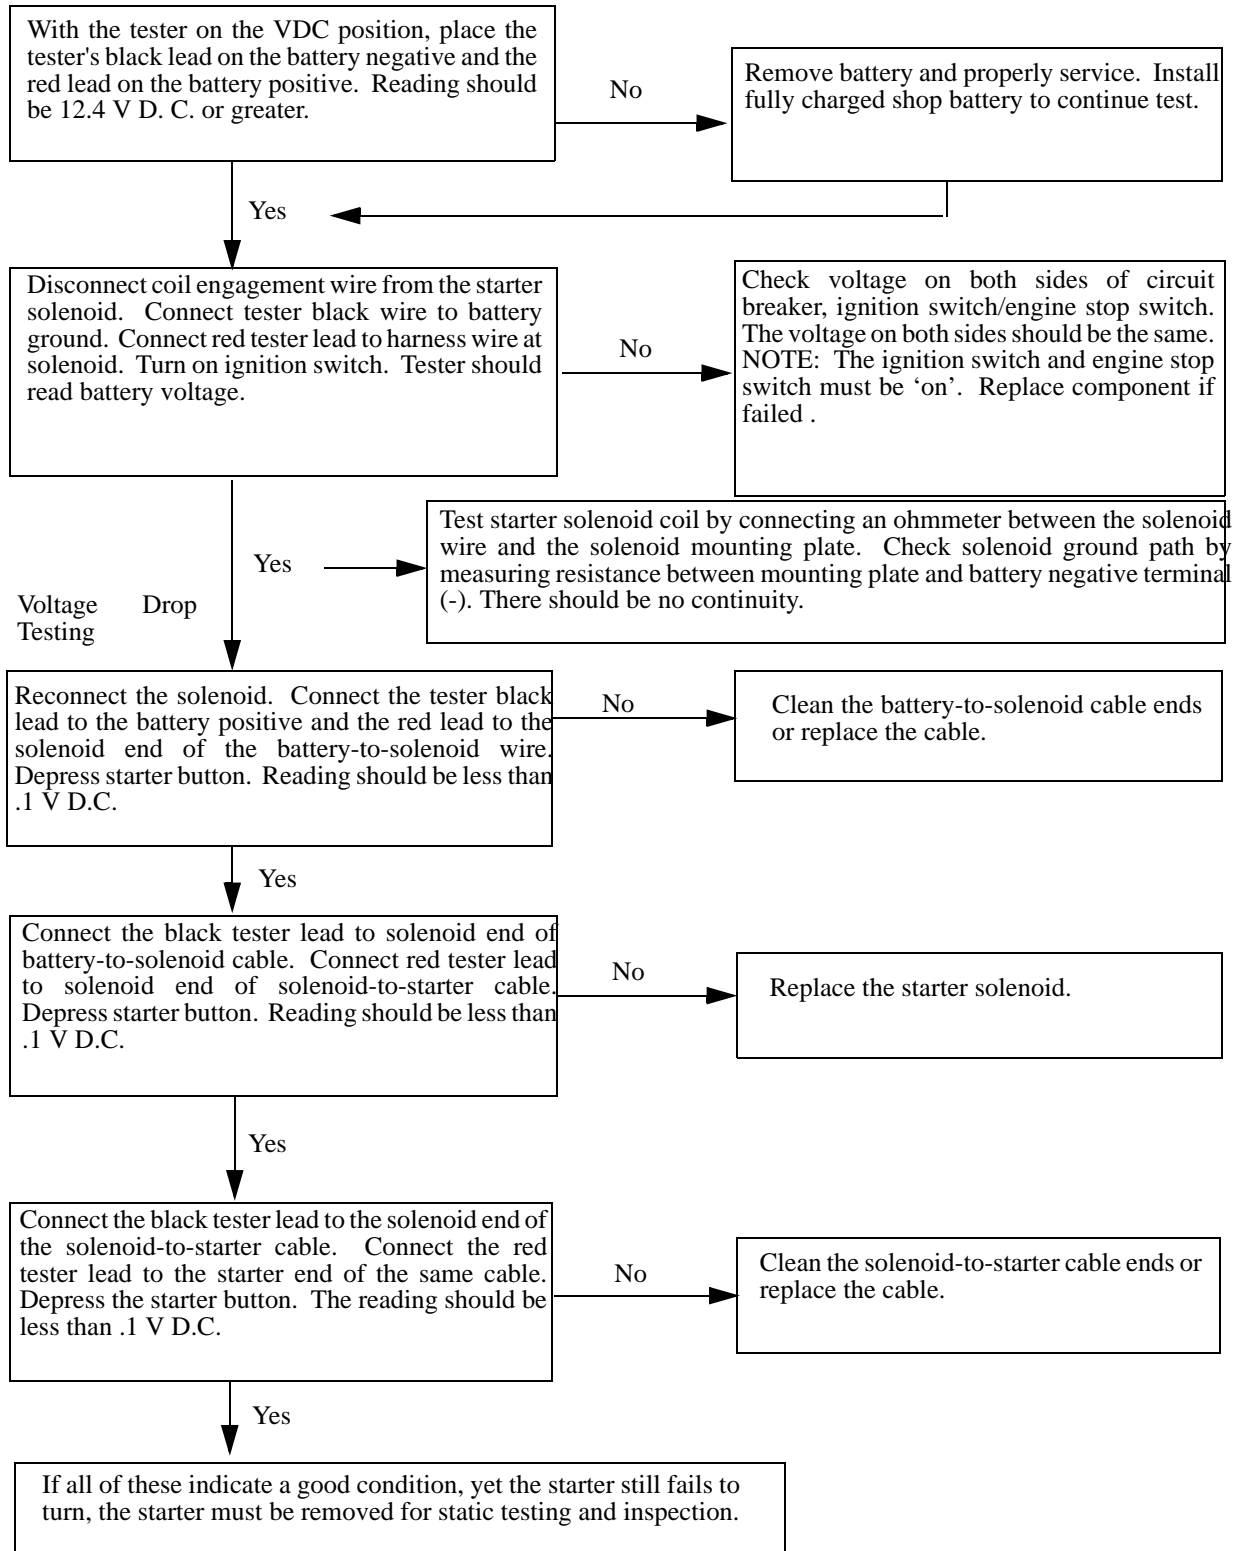 With the tester on the VDC position, place the
tester's black lead on the battery negative and the
red lead on the battery positive. Reading should
be 12.4 V D. C. or greater.
No
Remove battery and properly service. Install
fully charged shop battery to continue test.
Yes
Disconnect coil engagement wire from the starter
solenoid. Connect tester black wire to battery
ground. Connect red tester lead to harness wire at
solenoid. Turn on ignition switch. Tester should
read battery voltage.
No
Check voltage on both sides of circuit
breaker, ignition switch/engine stop switch.
The voltage on both sides should be the same.
NOTE: The ignition switch and engine stop
switch must be ‘on’. Replace component if
failed .
Yes
Test starter solenoid coil by connecting an ohmmeter between the solenoid
wire and the solenoid mounting plate. Check solenoid ground path by
measuring resistance between mounting plate and battery negative terminal
(-). There should be no continuity.
Voltage Drop
Testing
Reconnect the solenoid. Connect the tester black
lead to the battery positive and the red lead to the
solenoid end of the battery-to-solenoid wire.
Depress starter button. Reading should be less than
.1 V D.C.
No
Clean the battery-to-solenoid cable ends
or replace the cable.
Yes
Connect the black tester lead to solenoid end of
battery-to-solenoid cable. Connect red tester lead
to solenoid end of solenoid-to-starter cable.
Depress starter button. Reading should be less than
.1 V D.C.
No
Replace the starter solenoid.
Yes
Connect the black tester lead to the solenoid end of
the solenoid-to-starter cable. Connect the red
tester lead to the starter end of the same cable.
Depress the starter button. The reading should be
less than .1 V D.C.
No
Clean the solenoid-to-starter cable ends or
replace the cable.
Yes
If all of these indicate a good condition, yet the starter still fails to
turn, the starter must be removed for static testing and inspection.